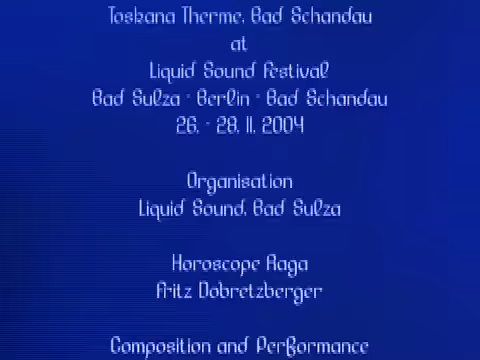 Toskana Therme, Bad Schandau
at
Liquid Sound Festival
Bad Sulza - Berlin - Bad Schandau
26. - 28. 11. 2004
Organisation
Liquid Sound, Bad Sulza
Horoscope Raga
Fritz Dobretzberger
Composition and Performance